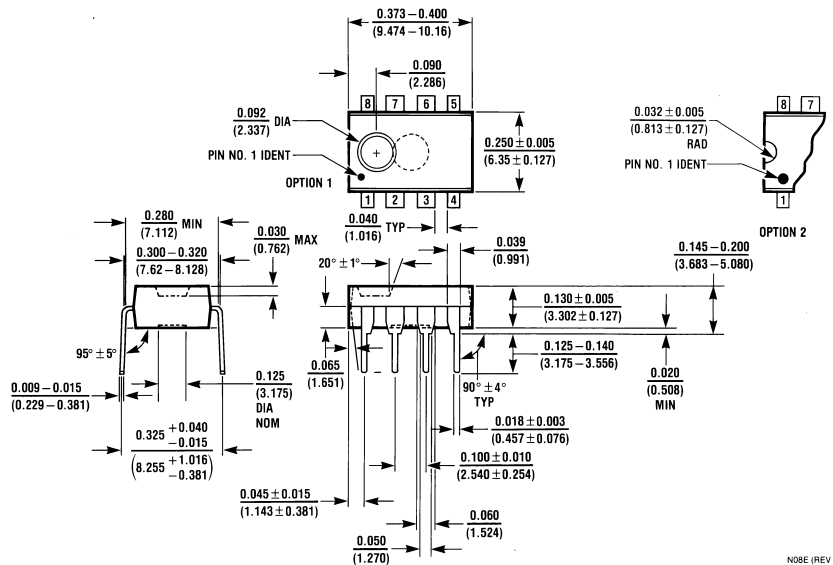 0.373 – 0.400
(9.474 – 10.16)
0.090
(2.286)
8 7 6 5
0.092 DIA
(2.337)
PIN NO. 1 IDENT
OPTION 1
0.250 ± 0.005
(6.35 ± 0.127)
1 2 3 4
0.032 ± 0.005
(0.813 ± 0.127)
RAD
PIN NO. 1 IDENT
8 7
1
OPTION 2
0.280 MIN
(7.112)
0.300 – 0.320
(7.62 – 8.128)
0.030 MAX
(0.762)
0.040 TYP
(1.016)
20° ± 1°
0.039
(0.991)
0.145 – 0.200
(3.683 – 5.080)
0.130 ± 0.005
(3.302 ± 0.127)
0.125 – 0.140
(3.175 – 3.556)
0.020
(0.508)
MIN
95° ± 5°
0.009 – 0.015
(0.229 – 0.381)
0.125
(3.175)
DIA
NOM
0.065
(1.651)
90° ± 4°
TYP
0.018 ± 0.003
(0.457 ± 0.076)
0.325 +0.040
–0.015
(8.255 +1.016
–0.381)
0.100 ± 0.010
(2.540 ± 0.254)
0.045 ± 0.015
(1.143 ± 0.381)
0.060
(1.524)
0.050
(1.270)
N08E (REV